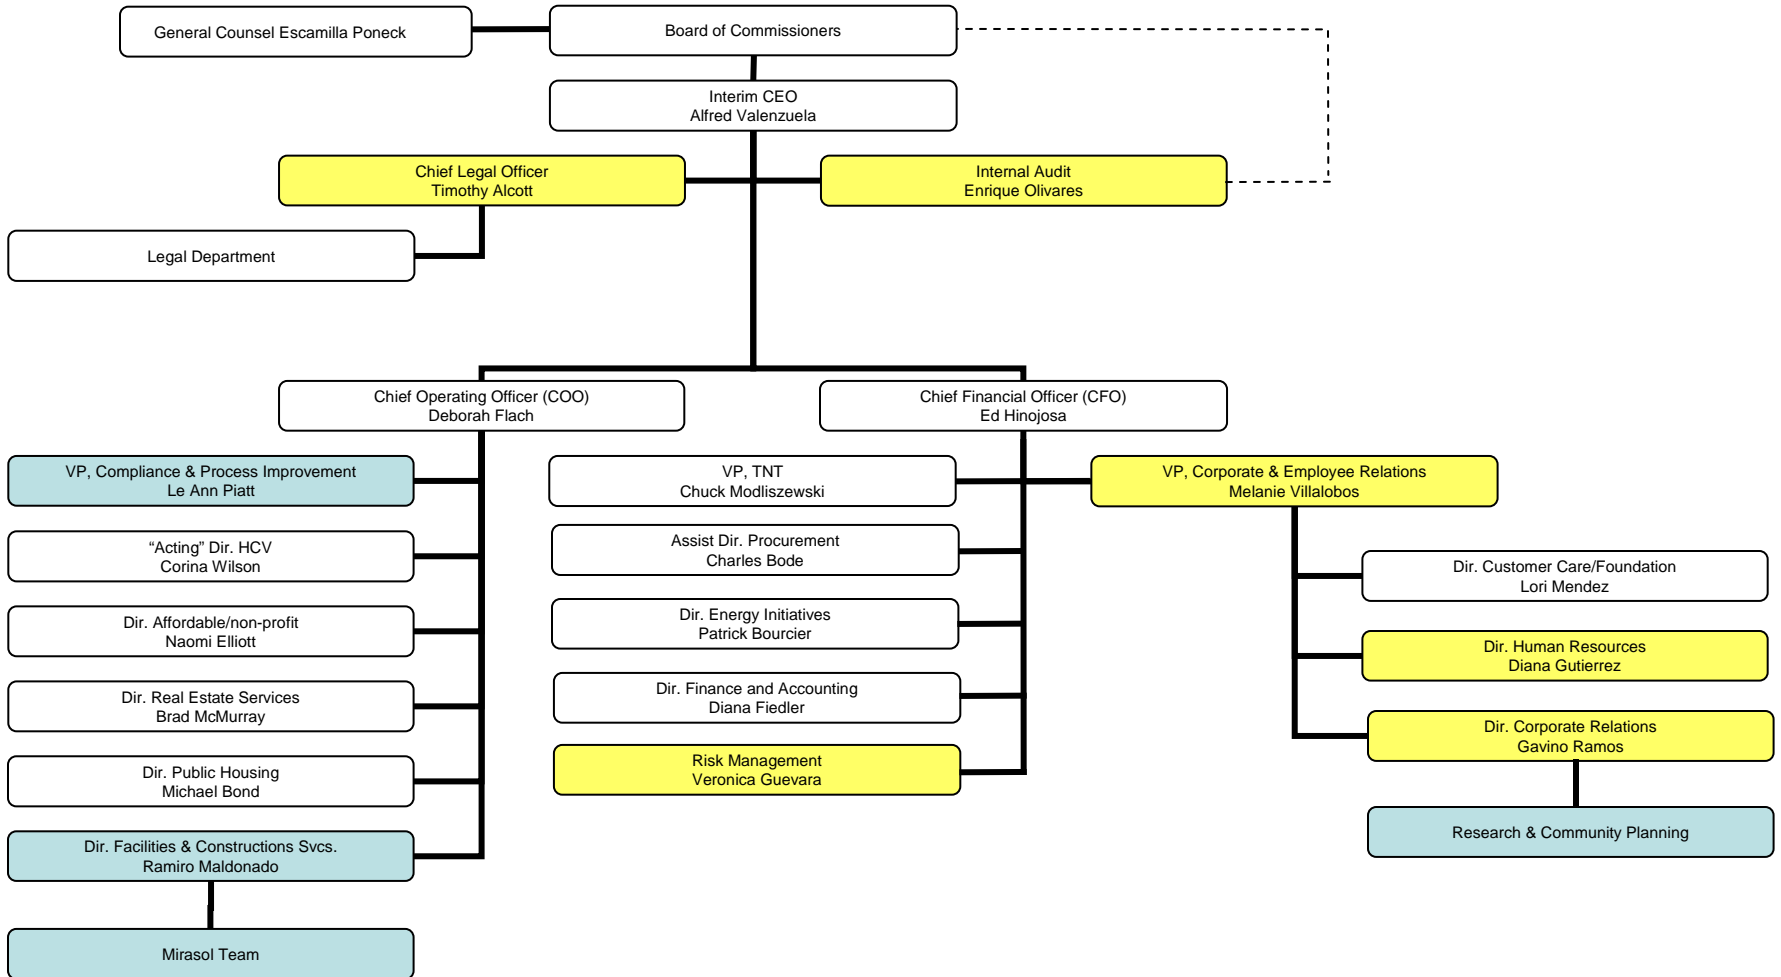 General Counsel Escamilla Poneck
Board of Commissioners
Interim CEO
Alfred Valenzuela
Chief Legal Officer
Timothy Alcott
Internal Audit
Enrique Olivares
Legal Department
Chief Operating Officer (COO)
Deborah Flach
Chief Financial Officer (CFO)
Ed Hinojosa
VP, Compliance & Process Improvement
Le Ann Piatt
“Acting” Dir. HCV
Corina Wilson
Dir. Affordable/non-profit
Naomi Elliott
Dir. Real Estate Services
Brad McMurray
Dir. Public Housing
Michael Bond
Dir. Facilities & Constructions Svcs.
Ramiro Maldonado
Mirasol Team
VP, TNT
Chuck Modliszewski
Assist Dir. Procurement
Charles Bode
Dir. Energy Initiatives
Patrick Bourcier
Dir. Finance and Accounting
Diana Fiedler
Risk Management
Veronica Guevara
VP, Corporate & Employee Relations
Melanie Villalobos
Dir. Customer Care/Foundation
Lori Mendez
Dir. Human Resources
Diana Gutierrez
Dir. Corporate Relations
Gavino Ramos
Research & Community Planning